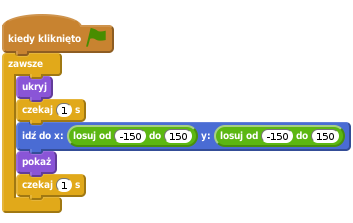 kiedy kliknięto
zawsze
ukryj
czekaj 1 s
idź do x: losuj od -150 do 150 y: losuj od -150 do 150
pokaż
czekaj 1 s